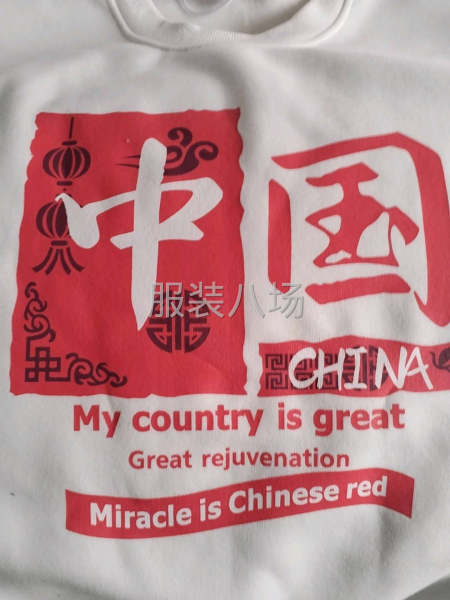 中国
服装八场
CHINA
My country is great
Great rejuvenation
Miracle is Chinese red